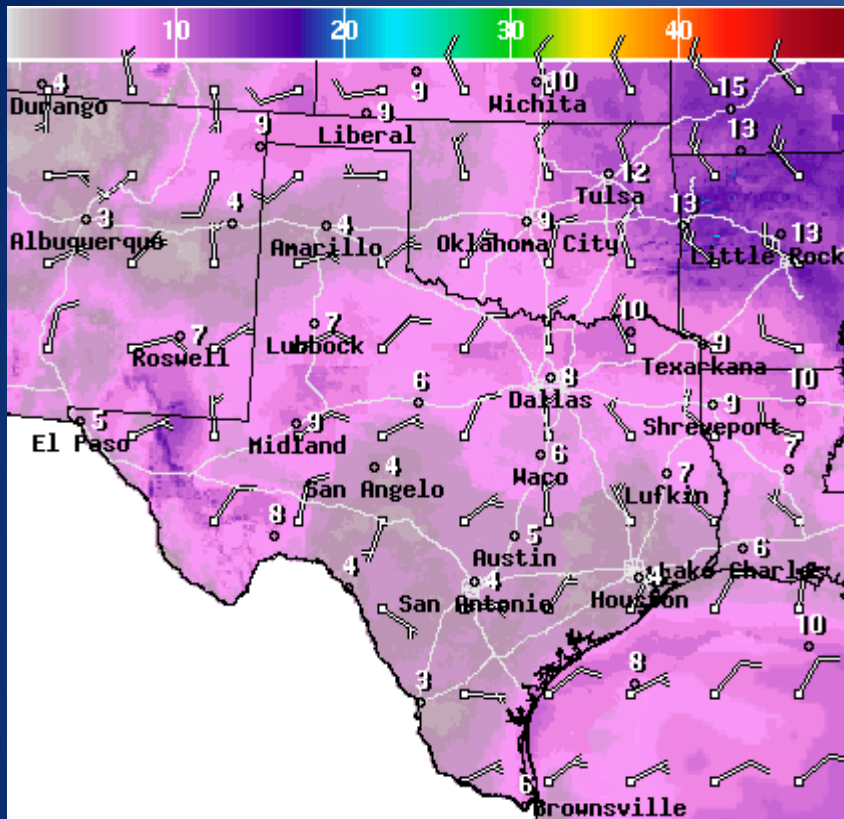 10 20 30 40
4 9 10 15
Durango Wichita
9 9 13
Liberal
12
Tulsa
3 4 4 9 13 13
Albuquerque Amarillo Oklahoma City Little Rock
7 7 10 9
Roswell Lubbock Texarkana
6 8 10
Dallas
5 9 9
El Paso Midland Shreveport
4 6 7 7
San Angelo Waco Lufkin
8 5 6
Austin
Lake Charles
4 4 4
San Antonio Houston
10
3 8
6
Brownsville